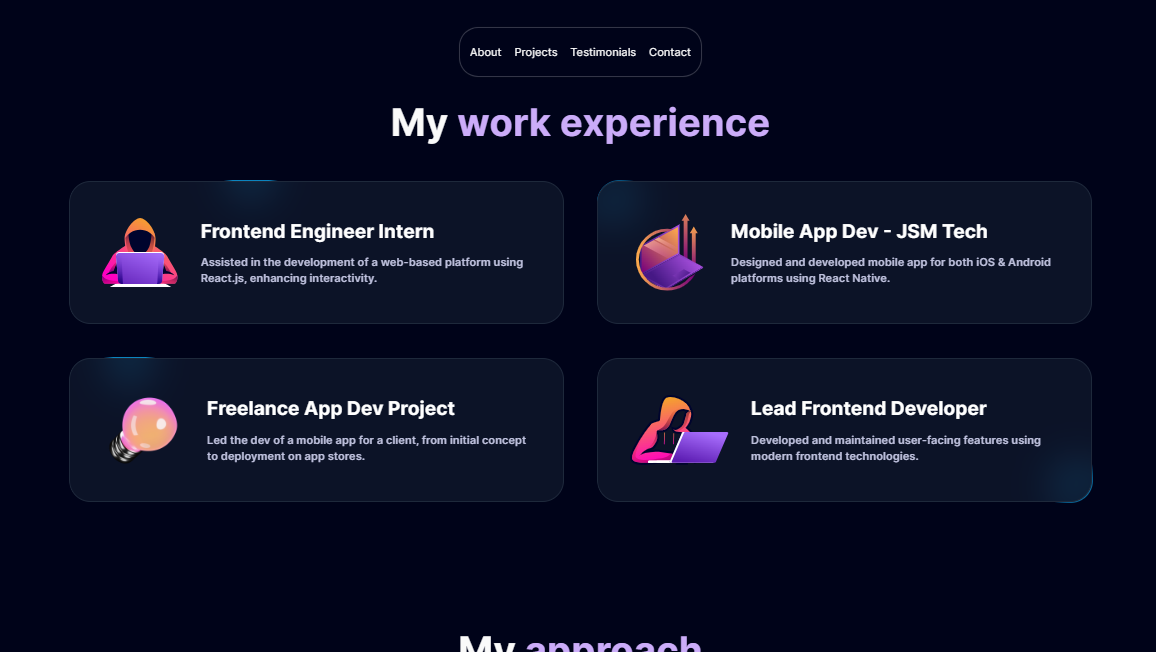 About Projects Testimonials Contact
My work experience
Frontend Engineer Intern
Assisted in the development of a web-based platform using
React.js, enhancing interactivity.
Mobile App Dev - JSM Tech
Designed and developed mobile app for both iOS & Android
platforms using React Native.
Freelance App Dev Project
Led the dev of a mobile app for a client, from initial concept
to deployment on app stores.
Lead Frontend Developer
Developed and maintained user-facing features using
modern frontend technologies.
My approach